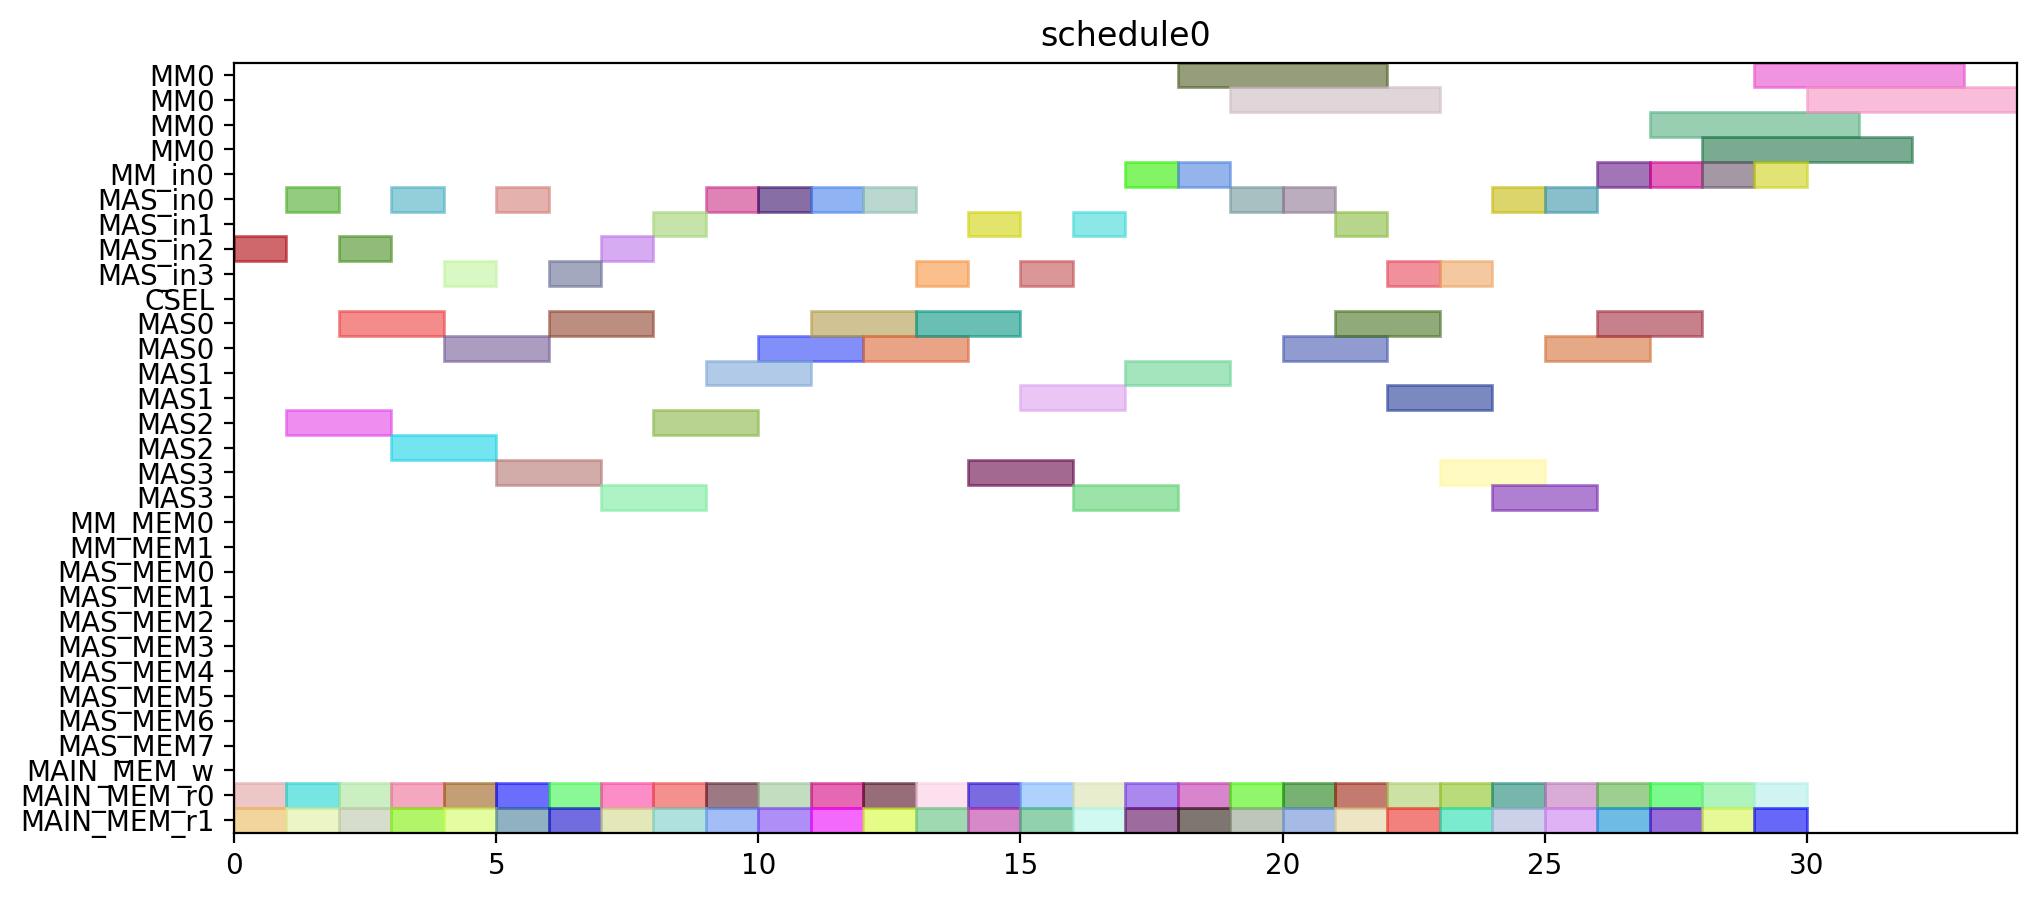 schedule0
MM0
MM0
MM0
MM0
MM_in0
MAS_in0
MAS_in1
MAS_in2
MAS_in3
CSEL
MAS0
MAS0
MAS1
MAS1
MAS2
MAS2
MAS3
MAS3
MM_MEM0
MM_MEM1
MAS_MEM0
MAS_MEM1
MAS_MEM2
MAS_MEM3
MAS_MEM4
MAS_MEM5
MAS_MEM6
MAS_MEM7
MAIN_MEM_w
MAIN_MEM_r0
MAIN_MEM_r1
0 5 10 15 20 25 30